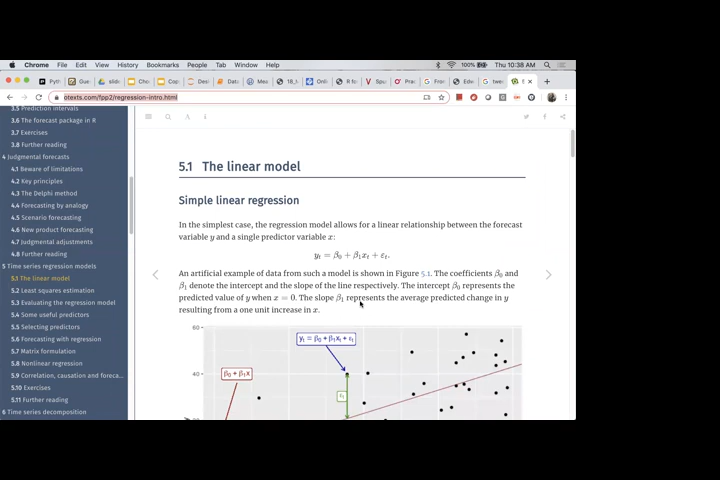 Chrome File Edit View History Bookmarks People Tab Window Help 100% Thu 10:38 AM
otexts.com/fpp2/regression-intro.html
3.5 Prediction intervals
3.6 The forecast package in R
3.7 Exercises
3.8 Further reading
4 Judgmental forecasts
4.1 Beware of limitations
4.2 Key principles
4.3 The Delphi method
4.4 Forecasting by analogy
4.5 Scenario forecasting
4.6 New product forecasting
4.7 Judgmental adjustments
4.8 Further reading
5 Time series regression models
5.1 The linear model
5.2 Least squares estimation
5.3 Evaluating the regression model
5.4 Some useful predictors
5.5 Selecting predictors
5.6 Forecasting with regression
5.7 Matrix formulation
5.8 Nonlinear regression
5.9 Correlation, causation and foreca...
5.10 Exercises
5.11 Further reading
6 Time series decomposition
5.1 The linear model
Simple linear regression
In the simplest case, the regression model allows for a linear relationship between the forecast
variable y and a single predictor variable x:
yₜ = β₀ + β₁xₜ + εₜ.
An artificial example of data from such a model is shown in Figure 5.1. The coefficients β₀ and
β₁ denote the intercept and the slope of the line respectively. The intercept β₀ represents the
predicted value of y when x = 0. The slope β₁ represents the average predicted change in y
resulting from a one unit increase in x.
60
yₜ = β₀ + β₁xₜ + εₜ
40
β₀ + β₁x
εₜ